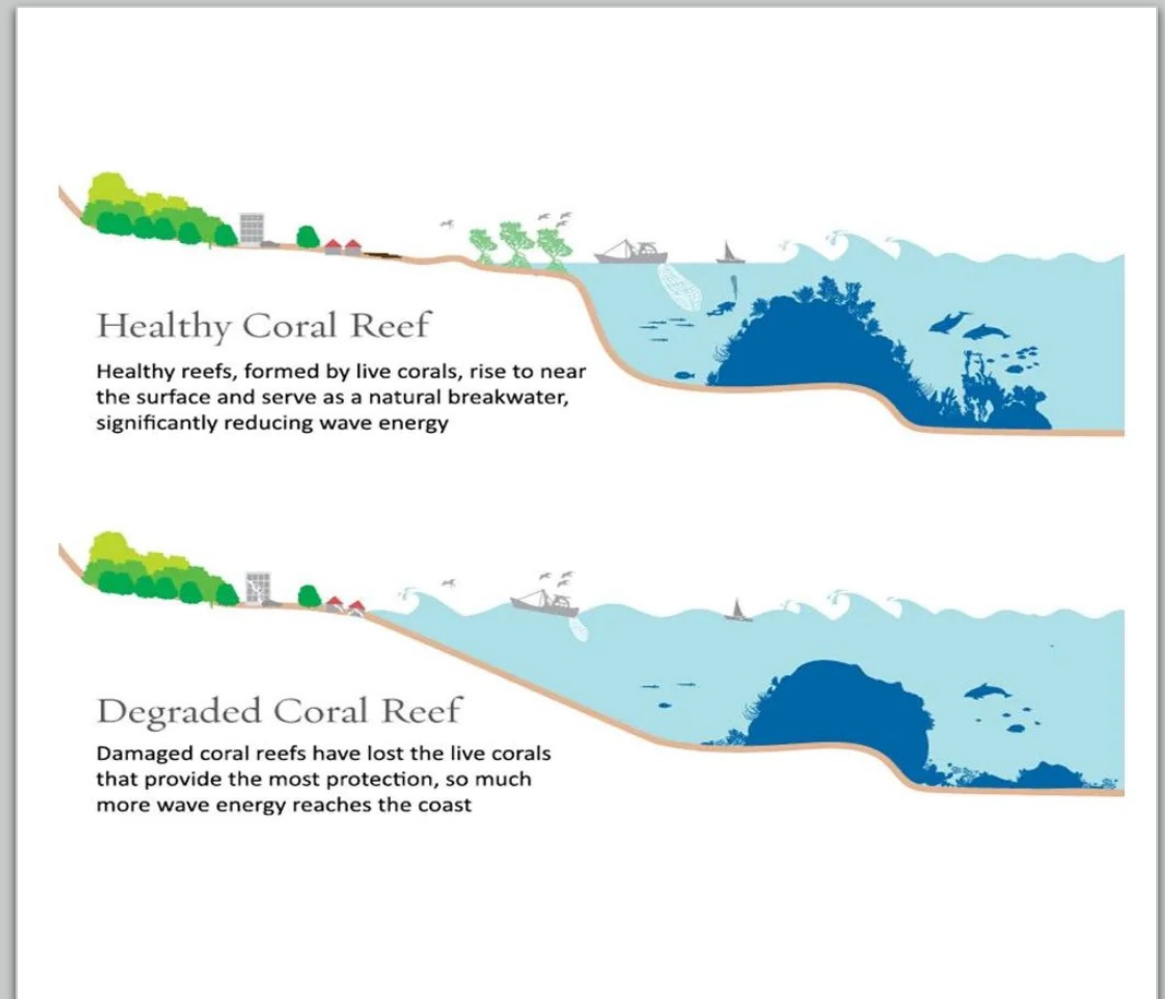 Healthy Coral Reef
Healthy reefs, formed by live corals, rise to near
the surface and serve as a natural breakwater,
significantly reducing wave energy
Degraded Coral Reef
Damaged coral reefs have lost the live corals
that provide the most protection, so much
more wave energy reaches the coast